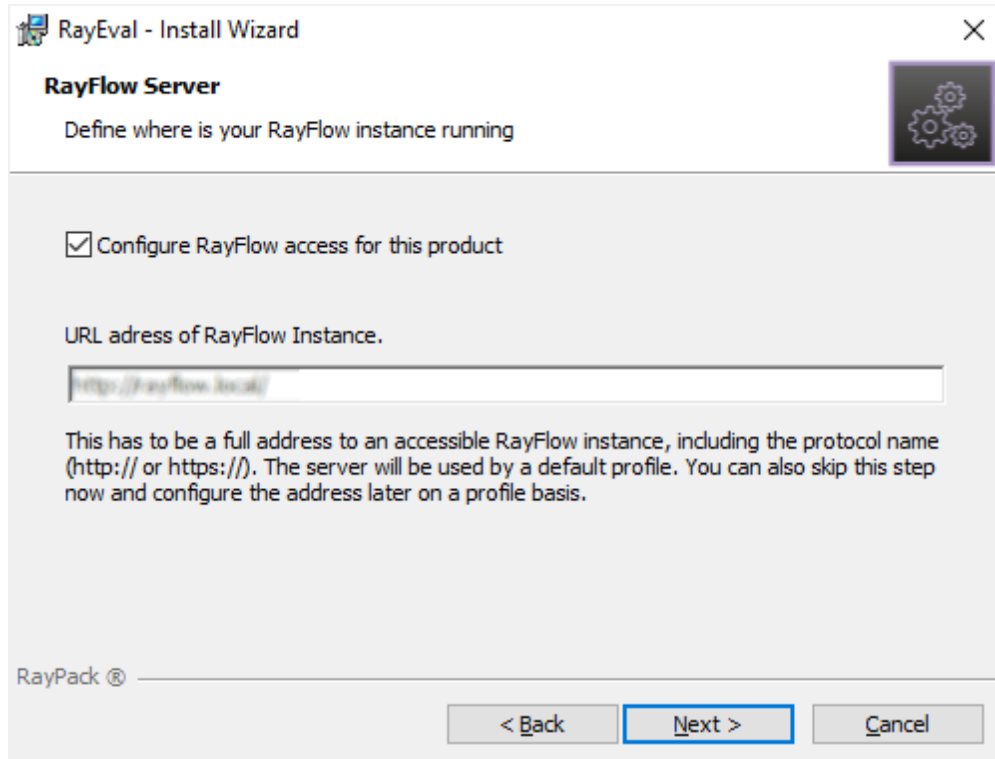 RayEval - Install Wizard
RayFlow Server
Define where is your RayFlow instance running
Configure RayFlow access for this product
URL adress of RayFlow Instance.
http://rayflow.local/
This has to be a full address to an accessible RayFlow instance, including the protocol name
(http:// or https://). The server will be used by a default profile. You can also skip this step
now and configure the address later on a profile basis.
RayPack ®
< Back
Next >
Cancel